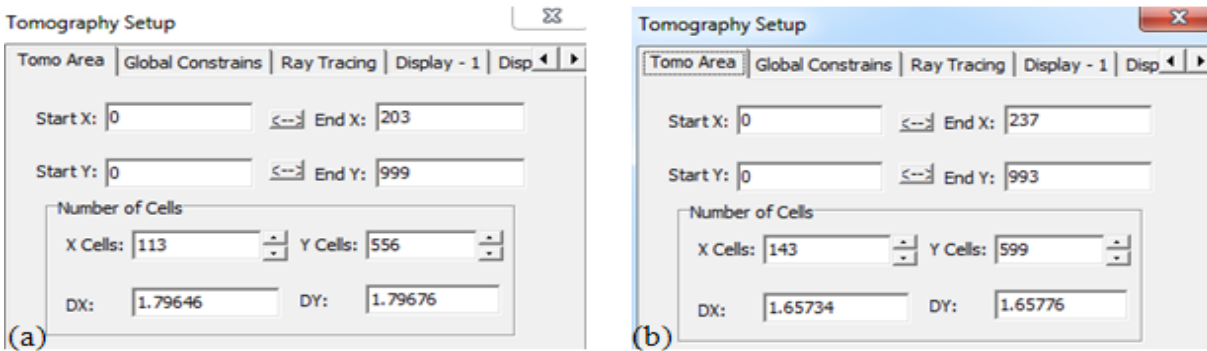 Tomography Setup
Tomo Area Global Constrains Ray Tracing Display - 1 Disp
Start X: 0 <--> End X: 203
Start Y: 0 <--> End Y: 999
Number of Cells
X Cells: 113 Y Cells: 556
DX: 1.79646 DY: 1.79676
(a)
Tomography Setup
Tomo Area Global Constrains Ray Tracing Display - 1 Disp
Start X: 0 <--> End X: 237
Start Y: 0 <--> End Y: 993
Number of Cells
X Cells: 143 Y Cells: 599
DX: 1.65734 DY: 1.65776
(b)